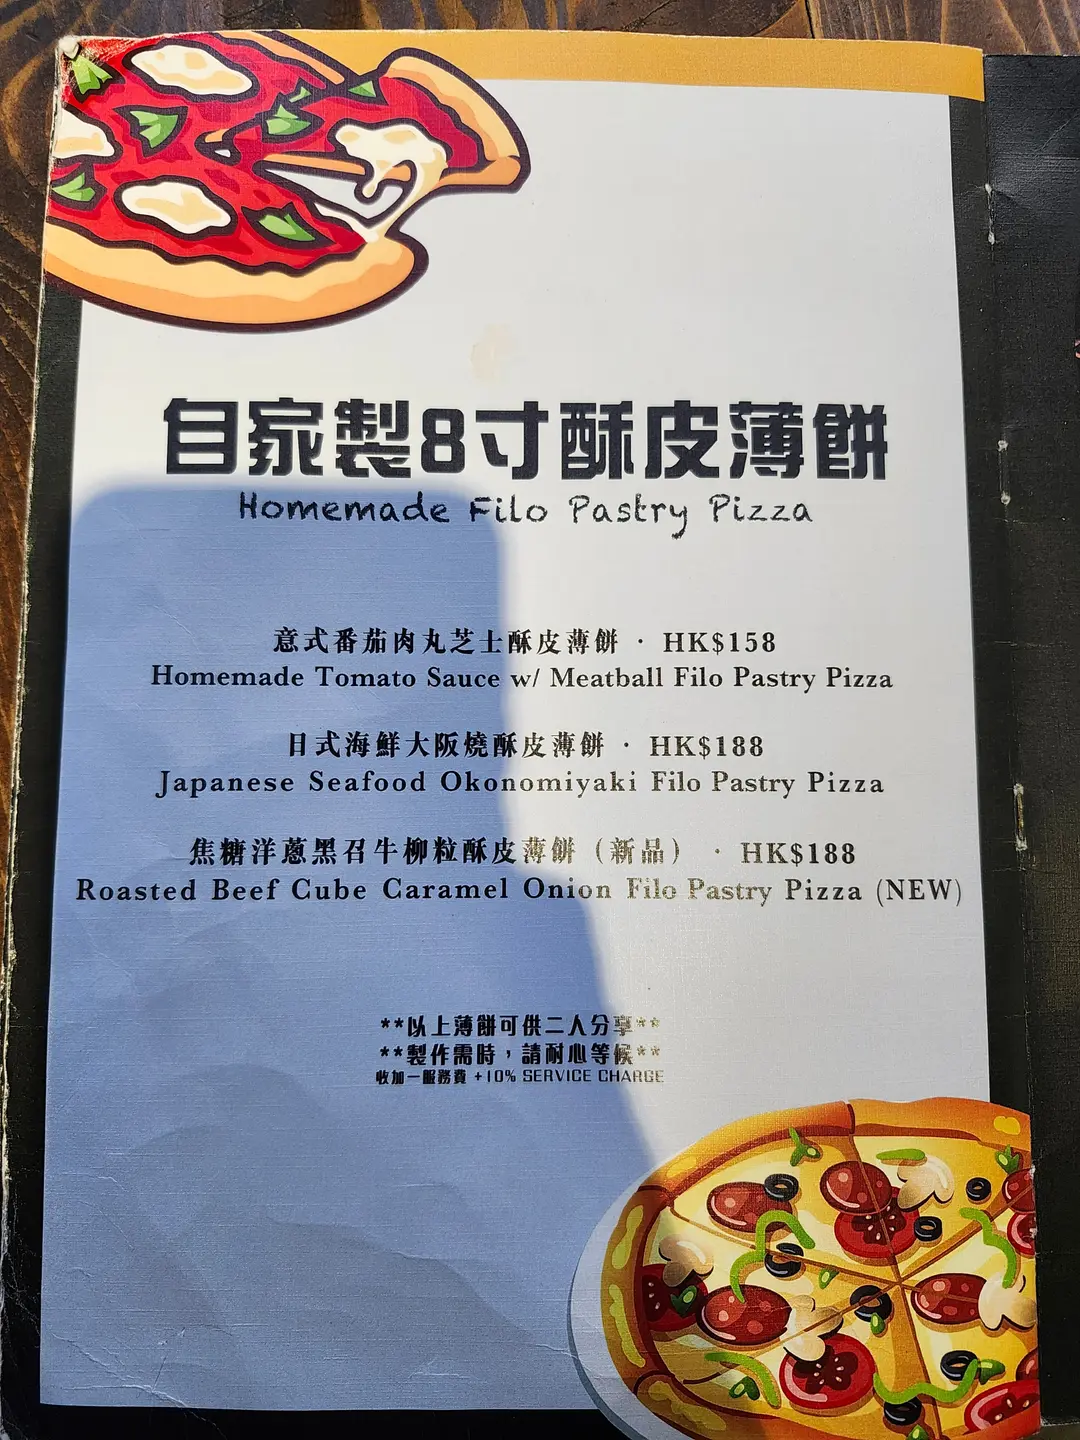 自家製8寸酥皮薄餅
Homemade Filo Pastry Pizza
意式番茄肉丸芝士酥皮薄餅 · HK$158
Homemade Tomato Sauce w/ Meatball Filo Pastry Pizza
日式海鮮大阪燒酥皮薄餅 · HK$188
Japanese Seafood Okonomiyaki Filo Pastry Pizza
焦糖洋蔥黑召牛柳粒酥皮薄餅（新品） · HK$188
Roasted Beef Cube Caramel Onion Filo Pastry Pizza (NEW)
**以上薄餅可供二人分享**
**製作需時，請耐心等候**
收加一服務費 +10% SERVICE CHARGE